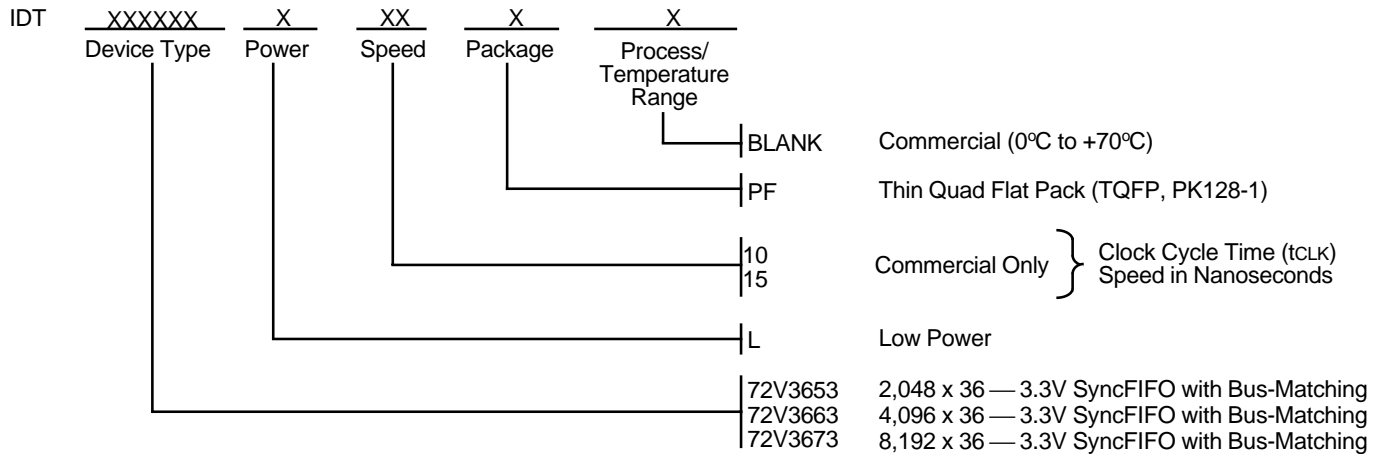 IDT XXXXXX X XX X X
Device Type Power Speed Package Process/
Temperature
Range
BLANK Commercial (0°C to +70°C)
PF Thin Quad Flat Pack (TQFP, PK128-1)
10
15
Commercial Only } Clock Cycle Time (tCLK)
Speed in Nanoseconds
L Low Power
72V3653 2,048 x 36 — 3.3V SyncFIFO with Bus-Matching
72V3663 4,096 x 36 — 3.3V SyncFIFO with Bus-Matching
72V3673 8,192 x 36 — 3.3V SyncFIFO with Bus-Matching